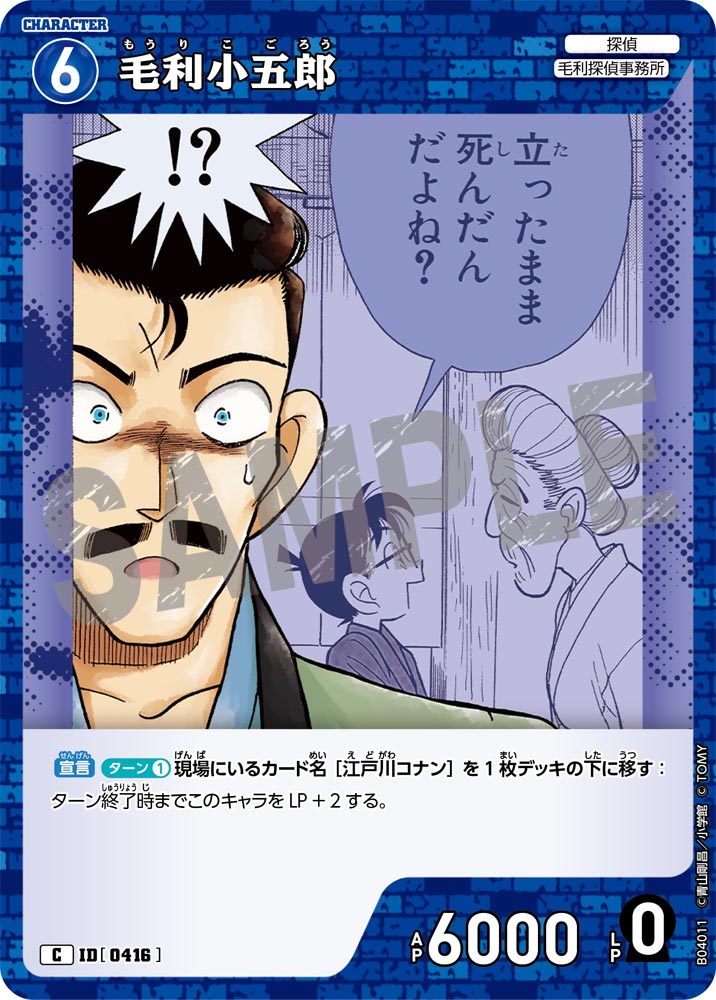 CHARACTER
6
もうりこごろう
毛利小五郎
探偵
毛利探偵事務所
!?
立ったまま
死んだん
だよね?
SAMPLE
宣言 ターン① 現場にいるカード名［江戸川コナン］を1枚デッキの下に移す：
ターン終了時までこのキャラをLP＋2する。
C ID[ 0416 ]
AP 6000 LP 0
B04011 ©青山剛昌／小学館 © TOMY